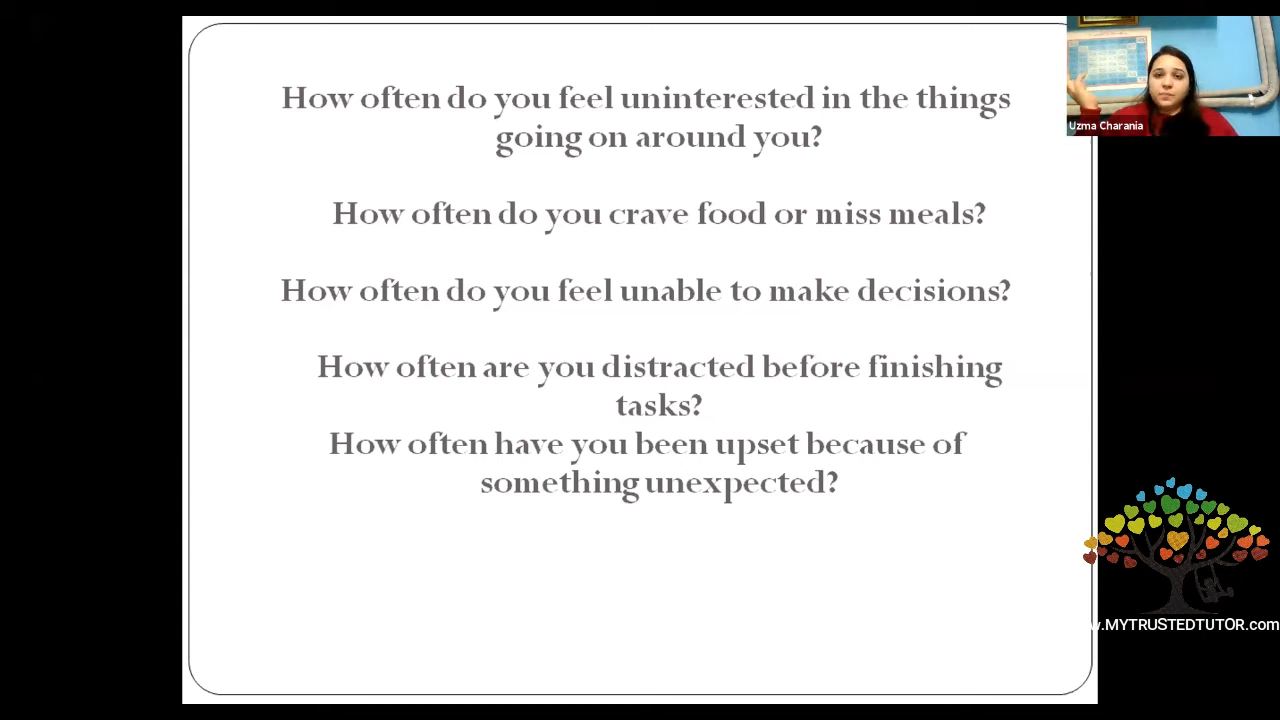 How often do you feel uninterested in the things
going on around you?
How often do you crave food or miss meals?
How often do you feel unable to make decisions?
How often are you distracted before finishing
tasks?
How often have you been upset because of
something unexpected?
Uzma Charania
.MYTRUSTEDTUTOR.com